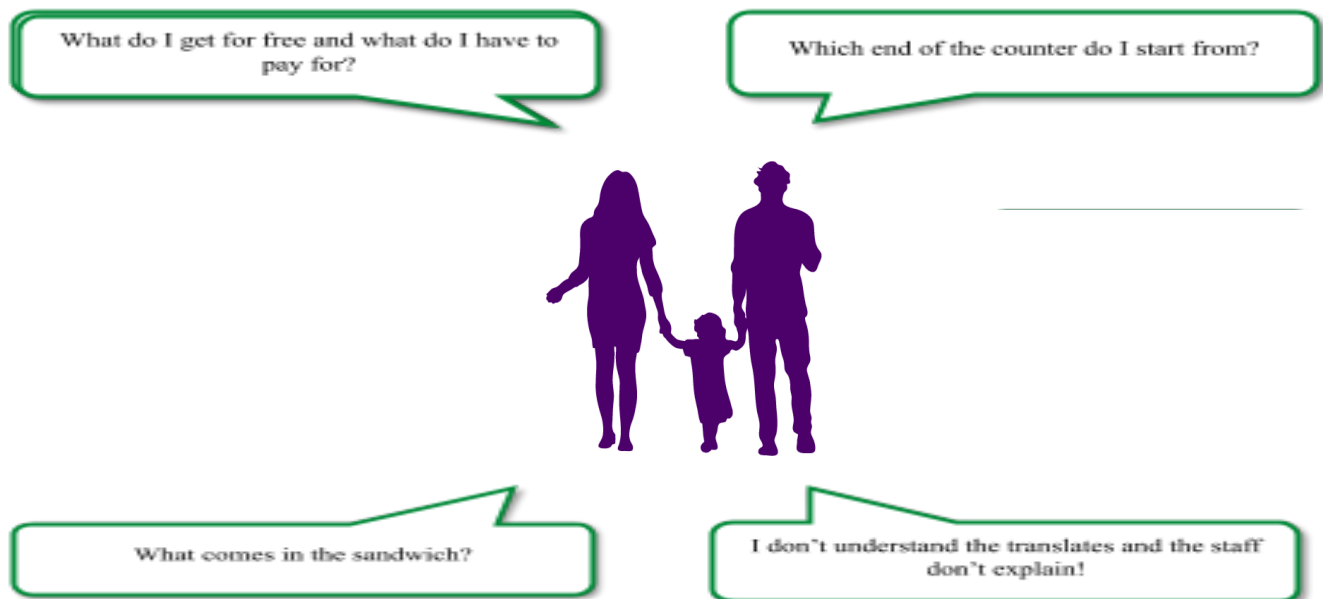 What do I get for free and what do I have to
pay for?
Which end of the counter do I start from?
What comes in the sandwich?
I don't understand the translates and the staff
don't explain!